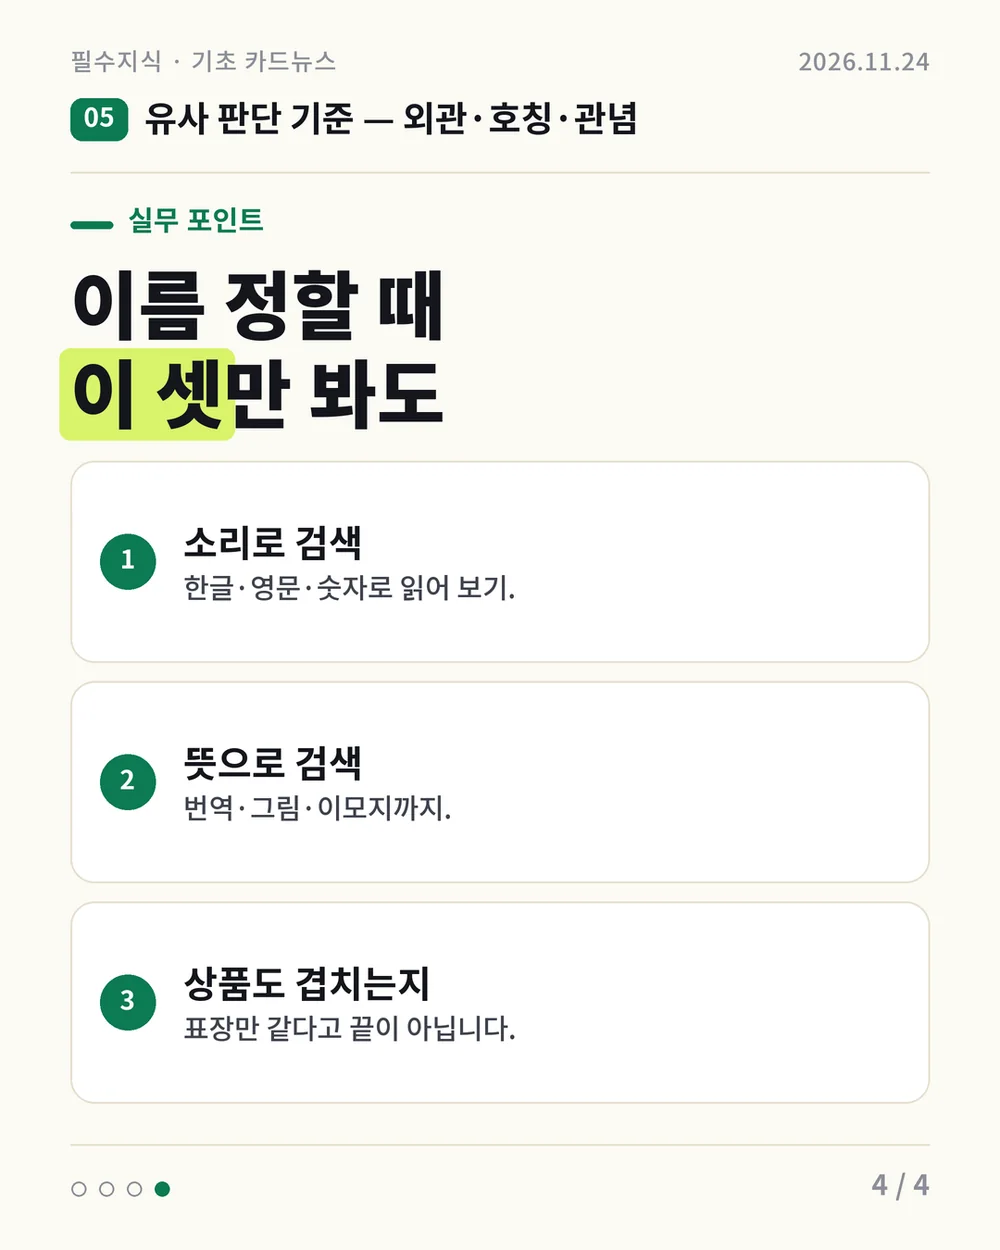 필수지식 · 기초 카드뉴스
2026.11.24
05 유사 판단 기준 — 외관·호칭·관념
실무 포인트
이름 정할 때
이 셋만 봐도
1
소리로 검색
한글·영문·숫자로 읽어 보기.
2
뜻으로 검색
번역·그림·이모지까지.
3
상품도 겹치는지
표장만 같다고 끝이 아닙니다.
4 / 4